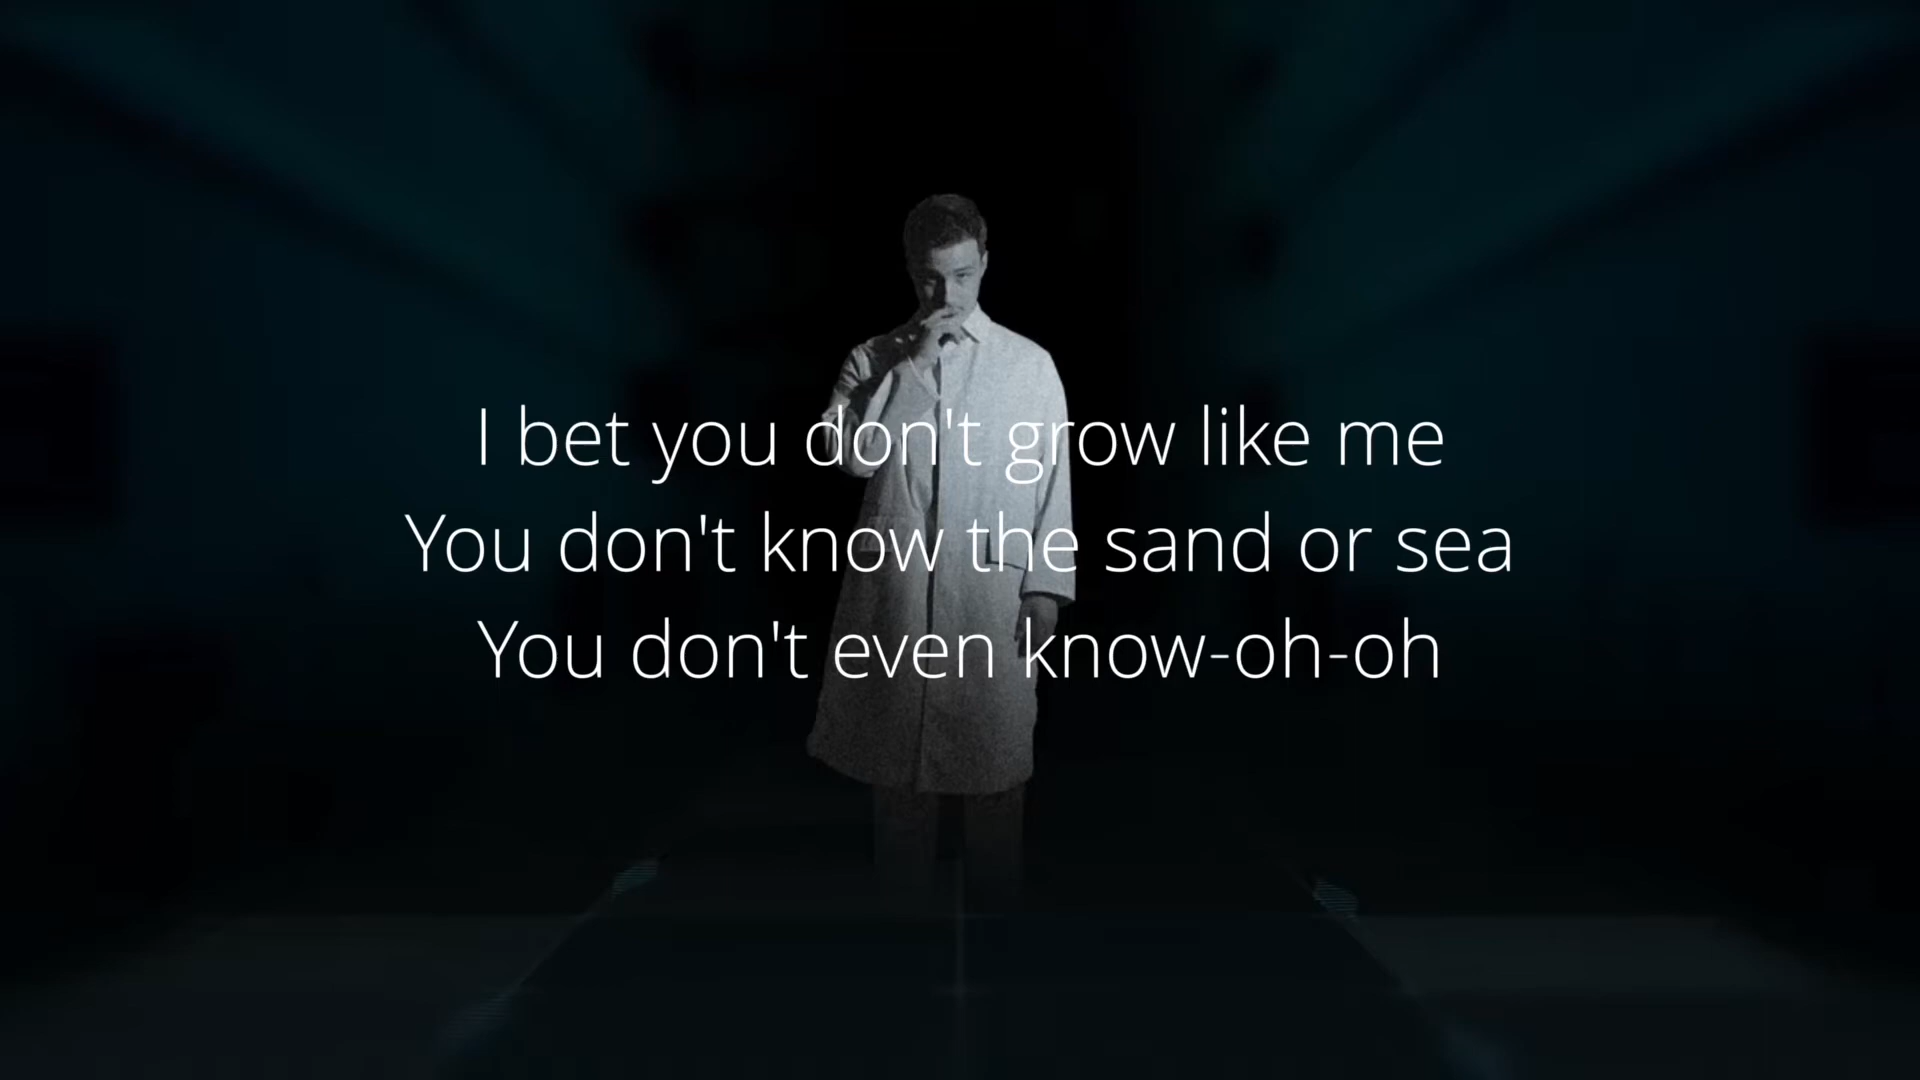 I bet you don't grow like me
You don't know the sand or sea
You don't even know-oh-oh